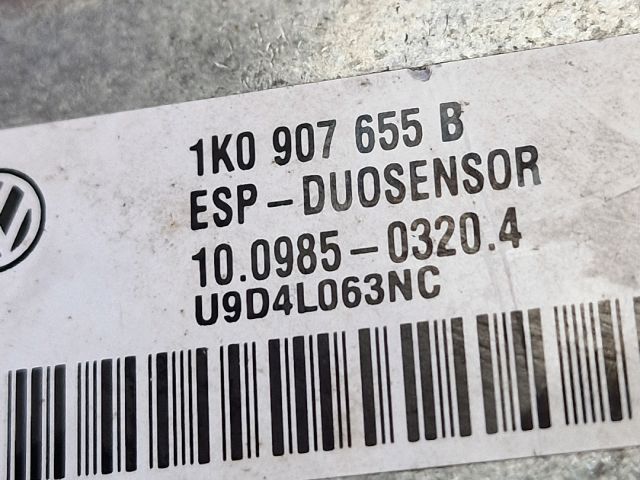 1K0 907 655 B
ESP-DUOSENSOR
10.0985-0320.4
U9D4L063NC